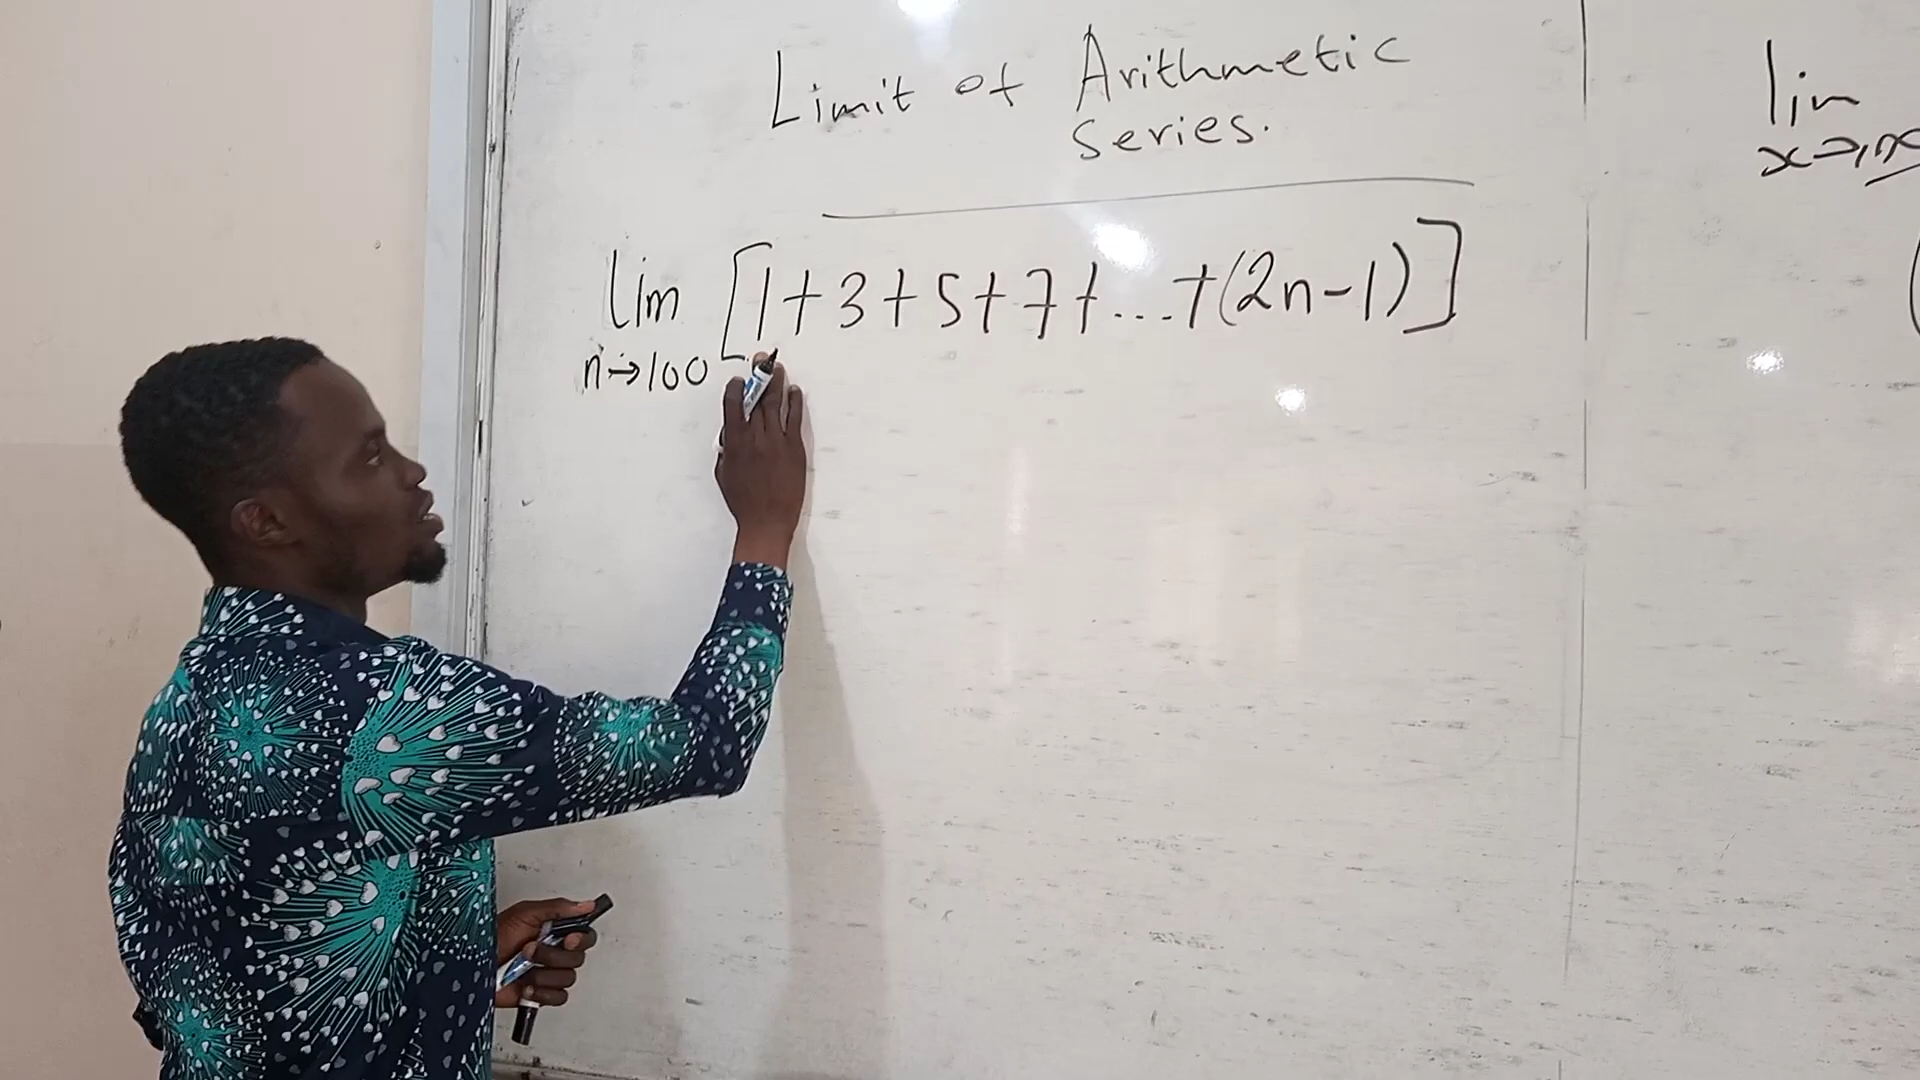 Limit of Arithmetic
Series.
lim [1+3+5+7+...+(2n-1)]
n→100
lim